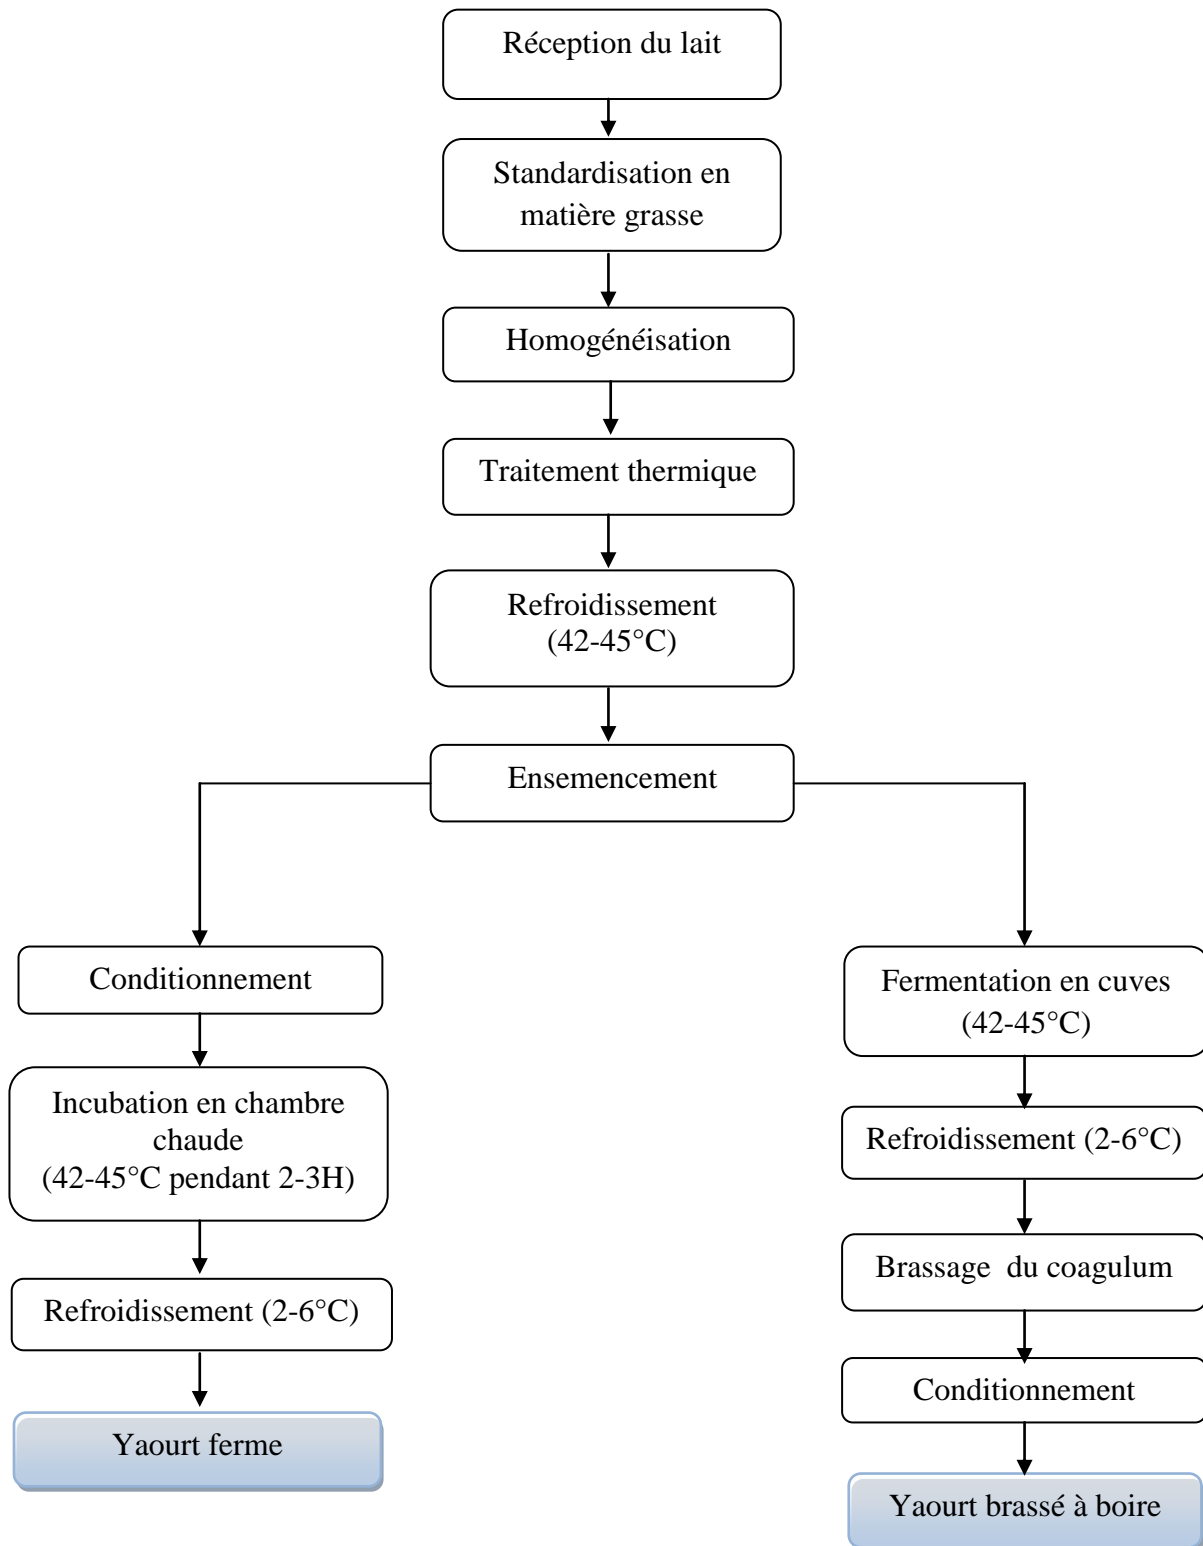 Réception du lait
Standardisation en
matière grasse
Homogénéisation
Traitement thermique
Refroidissement
(42-45°C)
Ensemencement
Conditionnement
Incubation en chambre
chaude
(42-45°C pendant 2-3H)
Refroidissement (2-6°C)
Yaourt ferme
Fermentation en cuves
(42-45°C)
Refroidissement (2-6°C)
Brassage du coagulum
Conditionnement
Yaourt brassé à boire